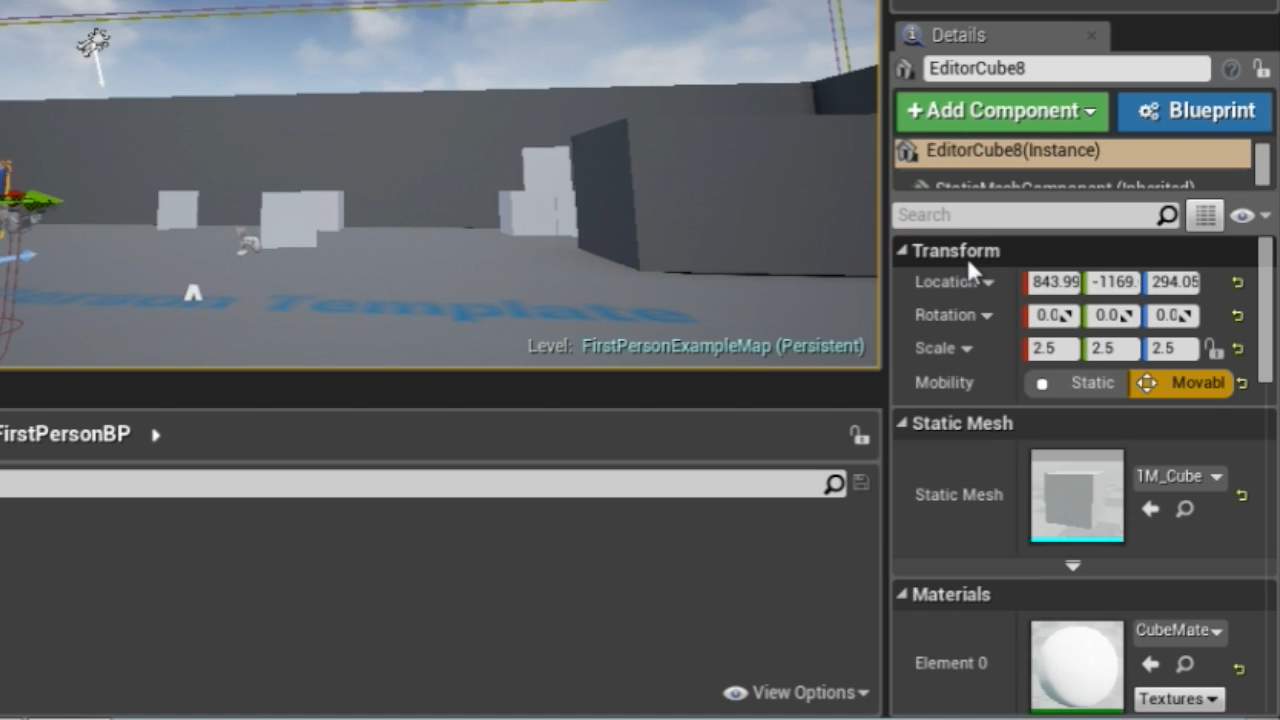 Details
EditorCube8
+Add Component
Blueprint
EditorCube8(Instance)
StaticMeshComponent (Inherited)
Search
Transform
Location 843.99 -1169. 294.05
Rotation 0.0 0.0 0.0
Scale 2.5 2.5 2.5
Mobility Static Movabl
Static Mesh
Static Mesh 1M_Cube
Materials
Element 0 CubeMate
Textures
Person Template
Level: FirstPersonExampleMap (Persistent)
FirstPersonBP
View Options